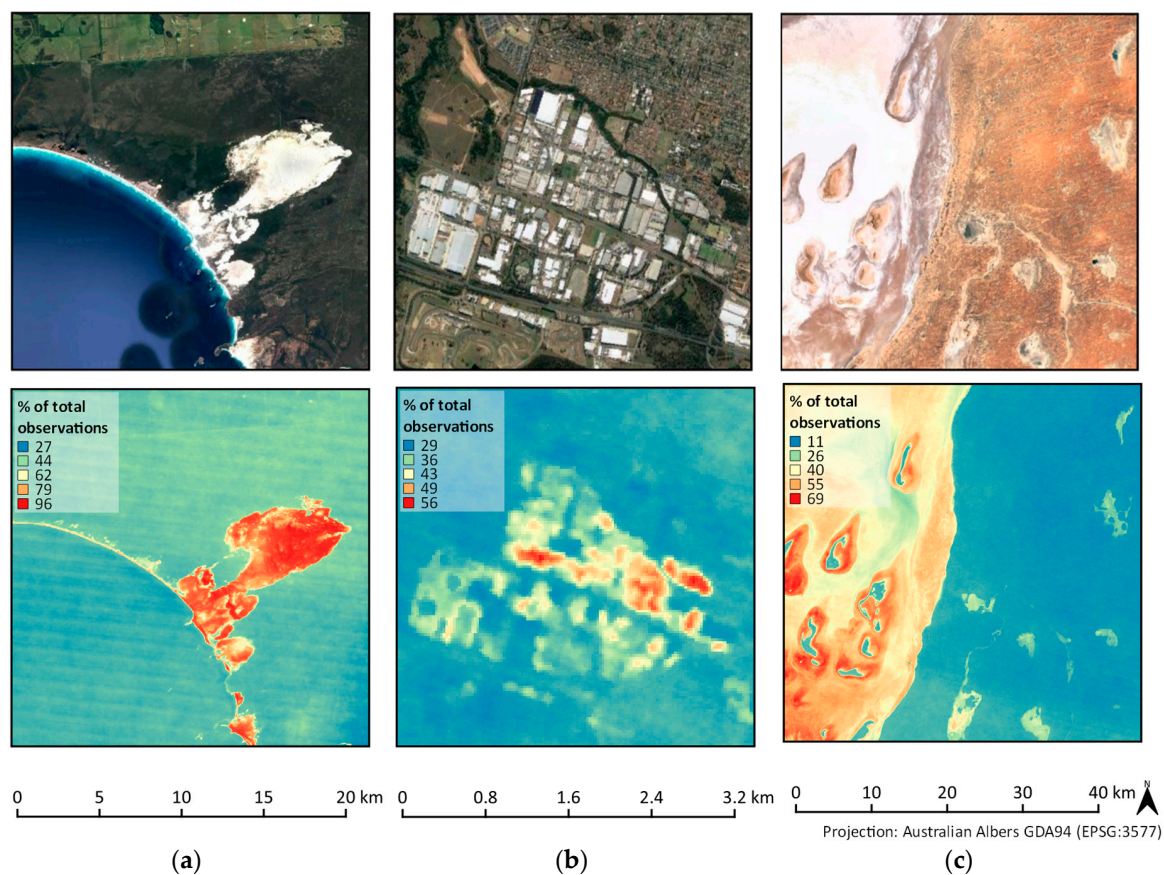 % of total
observations
27
44
62
79
96
% of total
observations
29
36
43
49
56
% of total
observations
11
26
40
55
69
0 5 10 15 20 km
0 0.8 1.6 2.4 3.2 km
0 10 20 30 40 km
N
Projection: Australian Albers GDA94 (EPSG:3577)
(a) (b) (c)